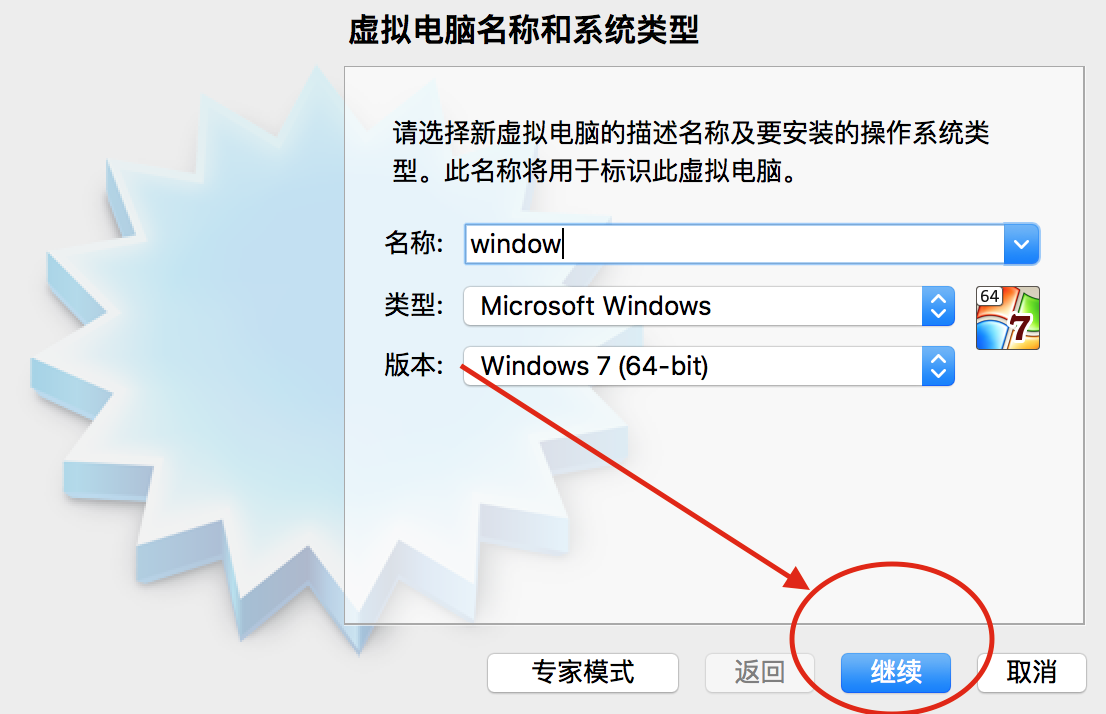 虚拟电脑名称和系统类型
请选择新虚拟电脑的描述名称及要安装的操作系统类
型。此名称将用于标识此虚拟电脑。
名称: window
类型: Microsoft Windows
64
7
版本: Windows 7 (64-bit)
专家模式 返回 继续 取消